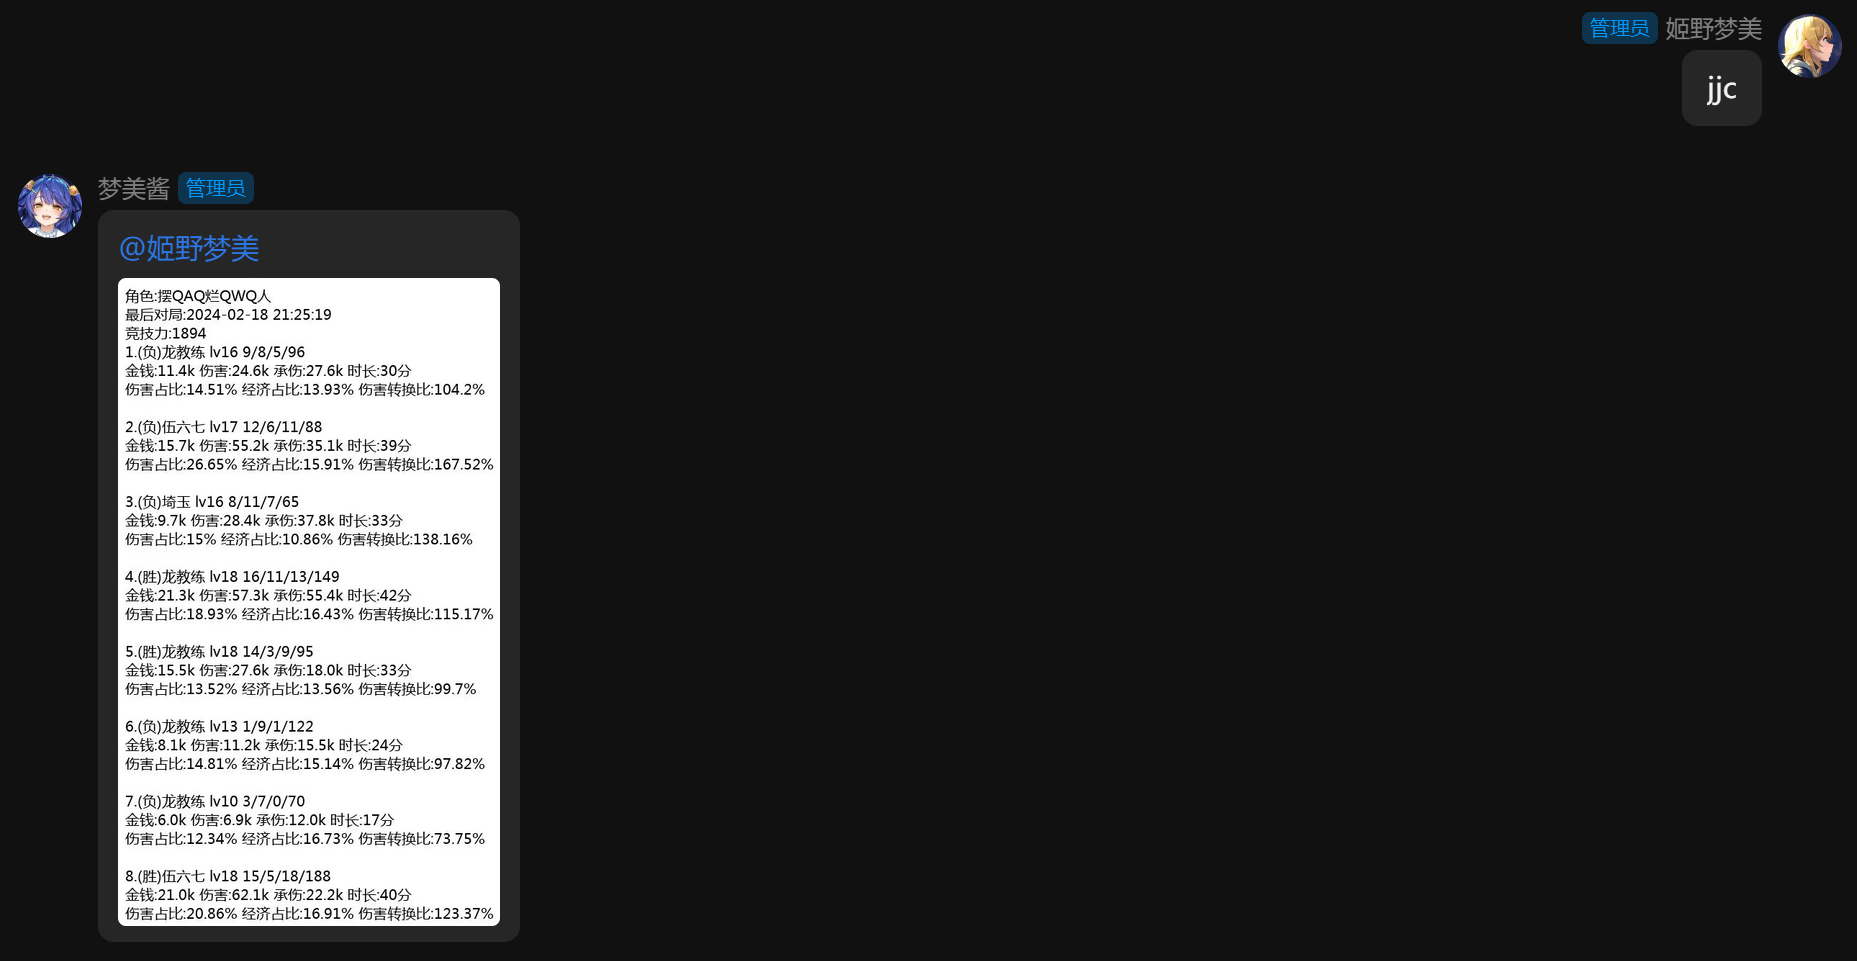 管理员 姬野梦美
jjc
梦美酱 管理员
@姬野梦美
角色:摆QAQ烂QWQ人
最后对局:2024-02-18 21:25:19
竞技力:1894
1.(负)龙教练 lv16 9/8/5/96
金钱:11.4k 伤害:24.6k 承伤:27.6k 时长:30分
伤害占比:14.51% 经济占比:13.93% 伤害转换比:104.2%
2.(负)伍六七 lv17 12/6/11/88
金钱:15.7k 伤害:55.2k 承伤:35.1k 时长:39分
伤害占比:26.65% 经济占比:15.91% 伤害转换比:167.52%
3.(负)埼玉 lv16 8/11/7/65
金钱:9.7k 伤害:28.4k 承伤:37.8k 时长:33分
伤害占比:15% 经济占比:10.86% 伤害转换比:138.16%
4.(胜)龙教练 lv18 16/11/13/149
金钱:21.3k 伤害:57.3k 承伤:55.4k 时长:42分
伤害占比:18.93% 经济占比:16.43% 伤害转换比:115.17%
5.(胜)龙教练 lv18 14/3/9/95
金钱:15.5k 伤害:27.6k 承伤:18.0k 时长:33分
伤害占比:13.52% 经济占比:13.56% 伤害转换比:99.7%
6.(负)龙教练 lv13 1/9/1/122
金钱:8.1k 伤害:11.2k 承伤:15.5k 时长:24分
伤害占比:14.81% 经济占比:15.14% 伤害转换比:97.82%
7.(负)龙教练 lv10 3/7/0/70
金钱:6.0k 伤害:6.9k 承伤:12.0k 时长:17分
伤害占比:12.34% 经济占比:16.73% 伤害转换比:73.75%
8.(胜)伍六七 lv18 15/5/18/188
金钱:21.0k 伤害:62.1k 承伤:22.2k 时长:40分
伤害占比:20.86% 经济占比:16.91% 伤害转换比:123.37%